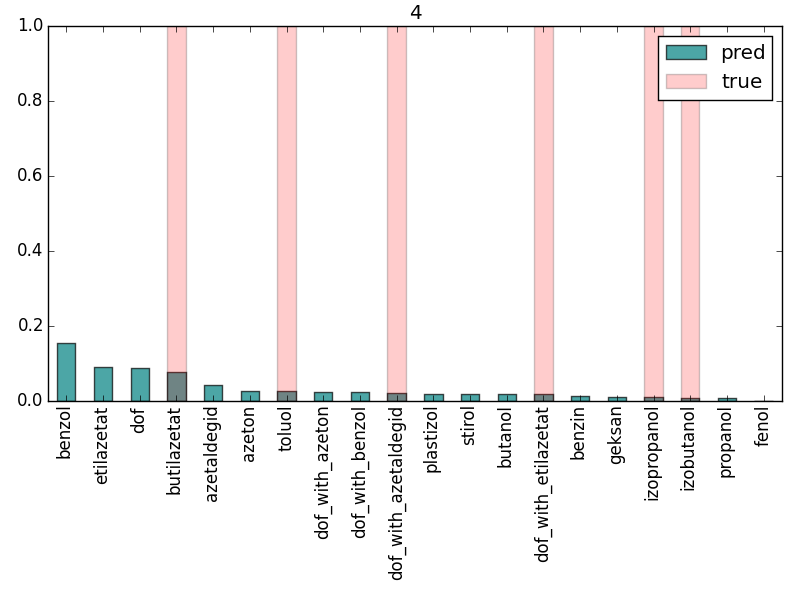 4
1.0
0.8
0.6
0.4
0.2
0.0
pred
true
benzol
etilazetat
dof
butilazetat
azetaldegid
azeton
toluol
dof_with_azeton
dof_with_benzol
dof_with_azetaldegid
plastizol
stirol
butanol
dof_with_etilazetat
benzin
geksan
izopropanol
izobutanol
propanol
fenol